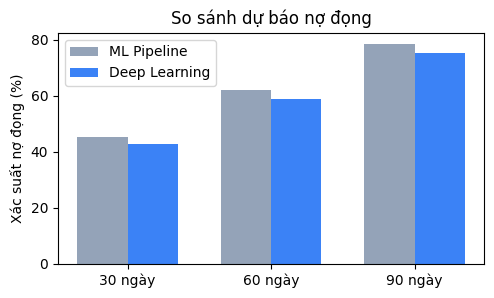 So sánh dự báo nợ đọng
ML Pipeline
Deep Learning
Xác suất nợ đọng (%)
80
60
40
20
0
30 ngày
60 ngày
90 ngày